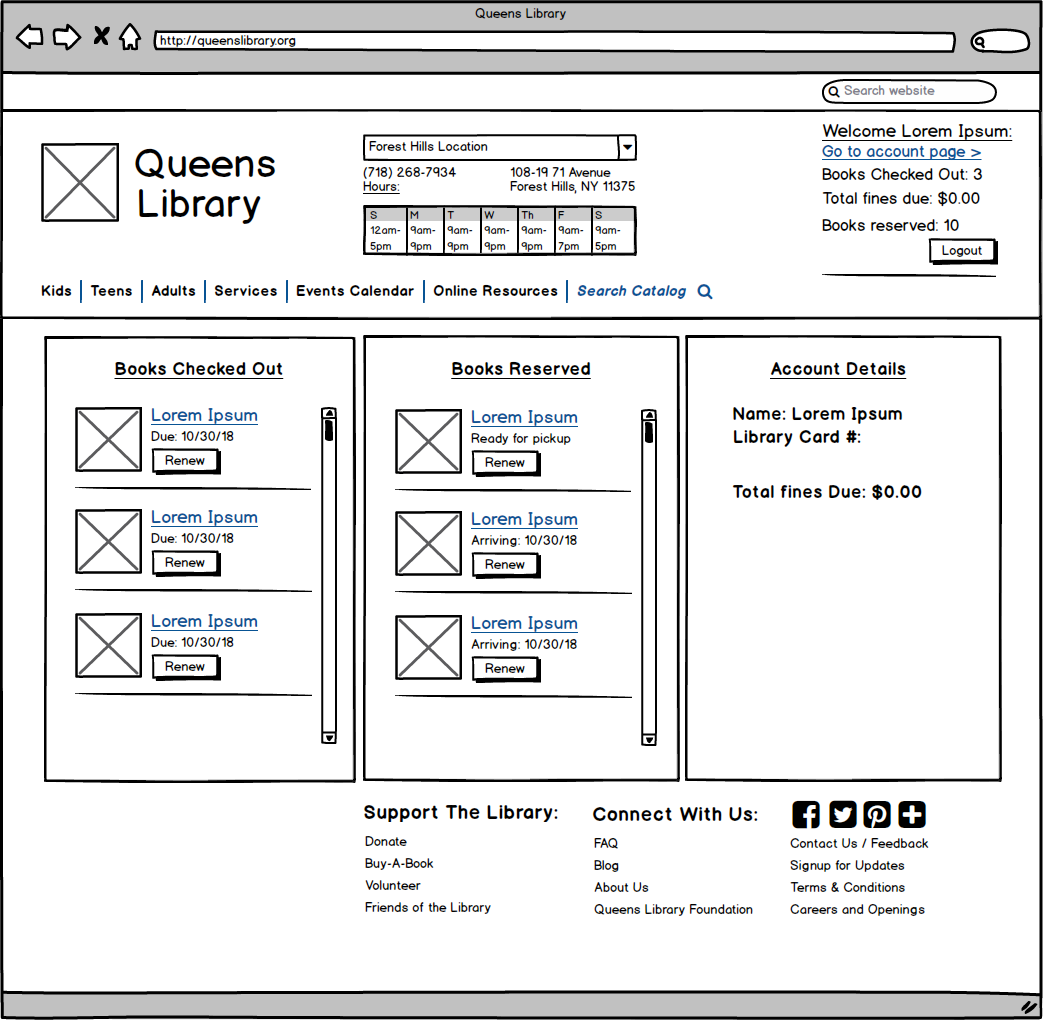 Queens Library
http://queenslibrary.org
Search website
Queens
Library
Forest Hills Location
(718) 268-7934
Hours:
108-19 71 Avenue
Forest Hills, NY 11375
S M T W Th F S
12am- 9am- 9am- 9am- 9am- 9am- 9am-
5pm 9pm 9pm 9pm 9pm 7pm 5pm
Welcome Lorem Ipsum:
Go to account page >
Books Checked Out: 3
Total fines due: $0.00
Books reserved: 10
Logout
Kids Teens Adults Services Events Calendar Online Resources Search Catalog
Books Checked Out
Lorem Ipsum
Due: 10/30/18
Renew
Lorem Ipsum
Due: 10/30/18
Renew
Lorem Ipsum
Due: 10/30/18
Renew
Books Reserved
Lorem Ipsum
Ready for pickup
Renew
Lorem Ipsum
Arriving: 10/30/18
Renew
Lorem Ipsum
Arriving: 10/30/18
Renew
Account Details
Name: Lorem Ipsum
Library Card #:
Total fines Due: $0.00
Support The Library:
Donate
Buy-A-Book
Volunteer
Friends of the Library
Connect With Us:
FAQ
Blog
About Us
Queens Library Foundation
Contact Us / Feedback
Signup for Updates
Terms & Conditions
Careers and Openings